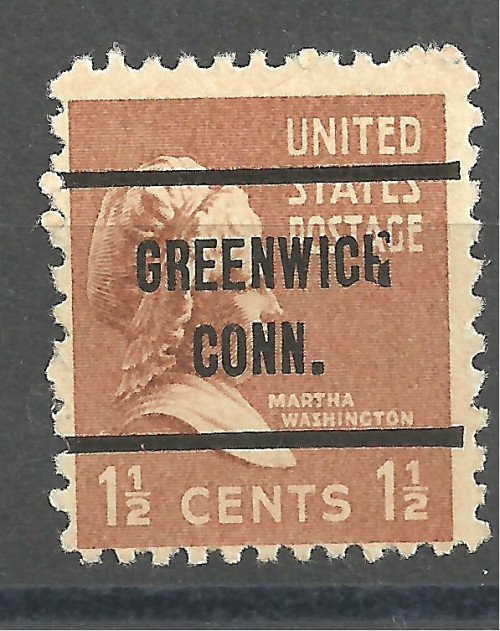 UNITED
STATES
POSTAGE
GREENWICH
CONN.
MARTHA
WASHINGTON
1½ CENTS 1½